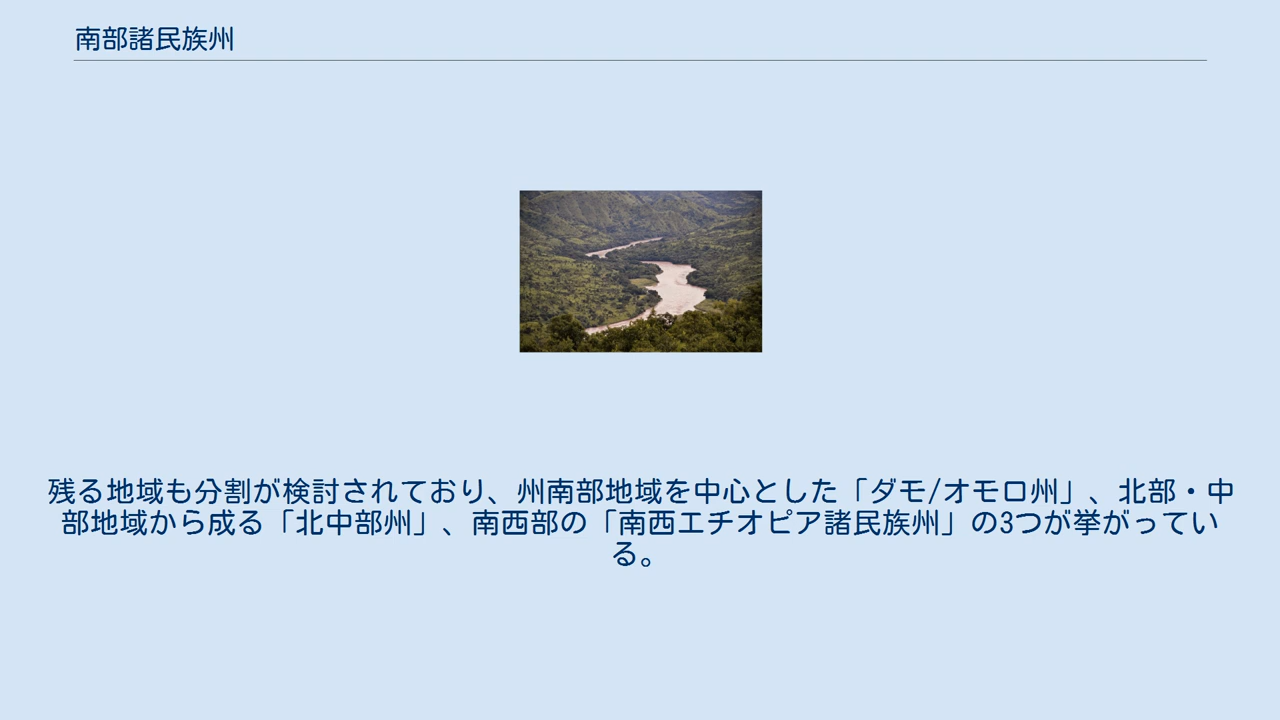 南部諸民族州
残る地域も分割が検討されており、州南部地域を中心とした「ダモ/オモロ州」、北部・中
部地域から成る「北中部州」、南西部の「南西エチオピア諸民族州」の3つが挙がってい
る。